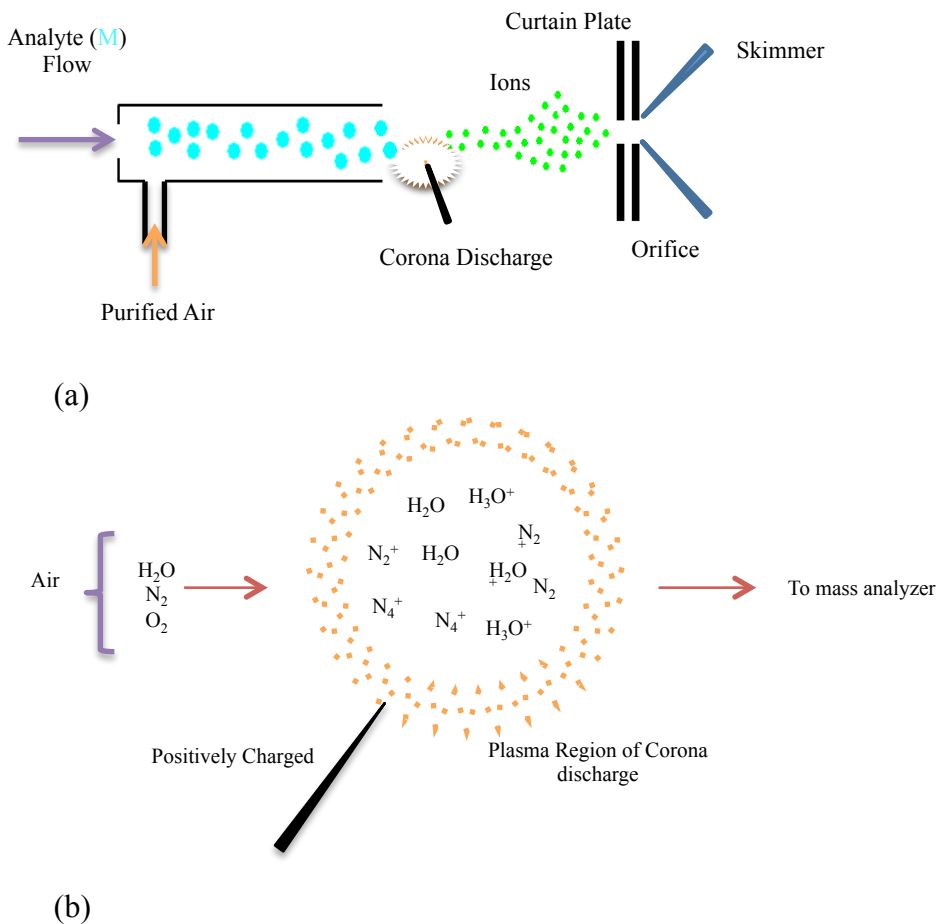 Curtain Plate
Analyte (M)
Flow
Skimmer
Ions
Corona Discharge
Orifice
Purified Air
(a)
H₂O
H₃O⁺
N₂
+
N₂⁺
H₂O
Air
H₂O
N₂
O₂
H₂O
+
N₂
To mass analyzer
N₄⁺
N₄⁺
H₃O⁺
Positively Charged
Plasma Region of Corona
discharge
(b)